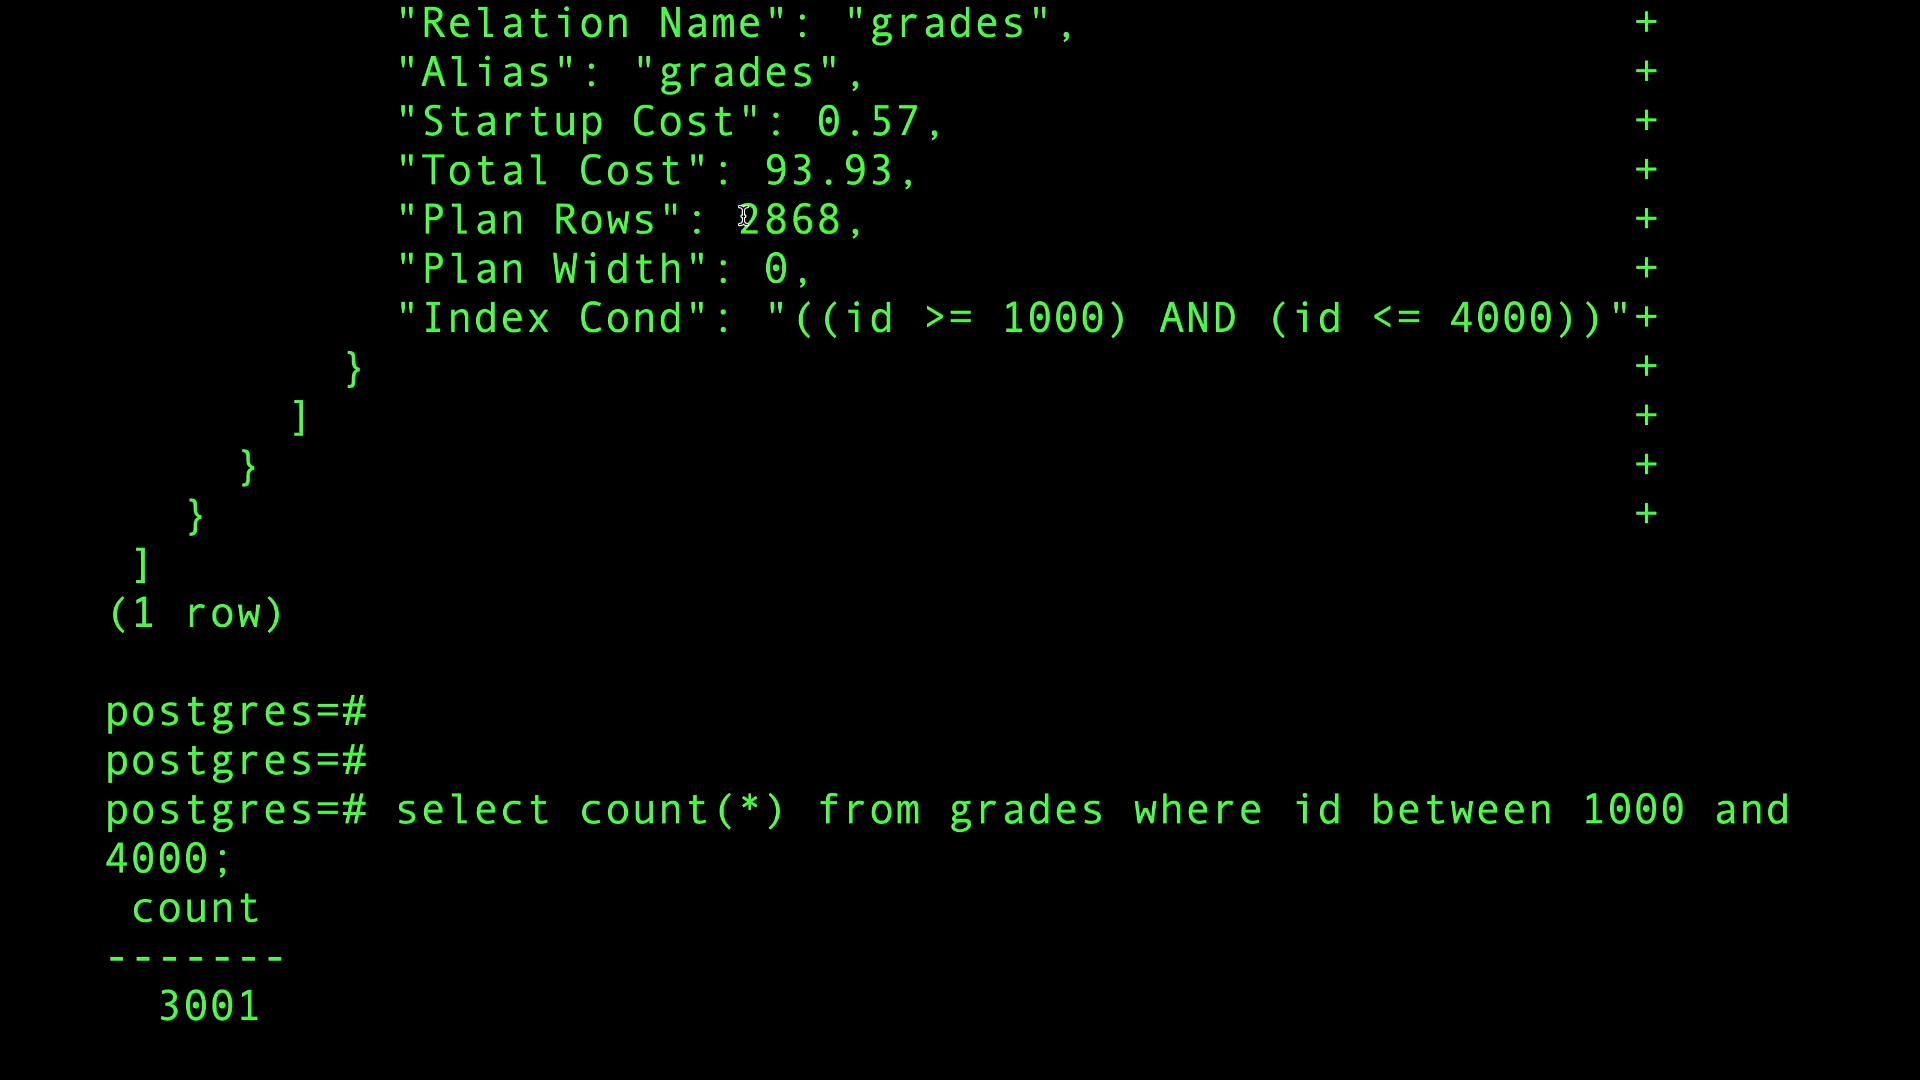 "Relation Name": "grades", +
"Alias": "grades", +
"Startup Cost": 0.57, +
"Total Cost": 93.93, +
"Plan Rows": 2868, +
"Plan Width": 0, +
"Index Cond": "((id >= 1000) AND (id <= 4000))"+
} +
] +
} +
} +
]
(1 row)
postgres=#
postgres=#
postgres=# select count(*) from grades where id between 1000 and
4000;
count
-------
3001